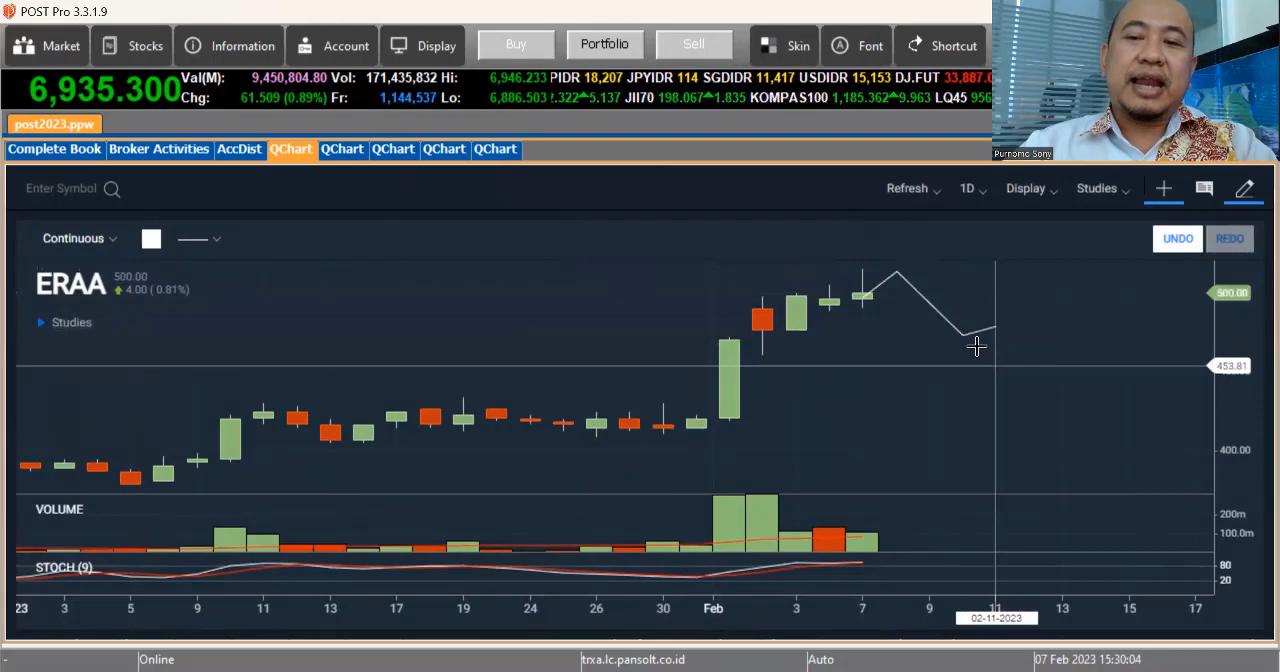 POST Pro 3.3.1.9
Market Stocks Information Account Display Buy Portfolio Sell Skin Font Shortcut
6,935.300 Val(M): 9,450,804.80 Vol: 171,435,832 Hi: 6,946.233 PIDR 18,207 JPYIDR 114 SGDIDR 11,417 USDIDR 15,153 DJ.FUT 33,887.0
Chg: 61.509 (0.89%) Fr: 1,144,537 Lo: 6,886.503 .322 5.137 JII70 198.067 1.835 KOMPAS100 1,185.362 9.963 LQ45 956
post2023.ppw
Purnomo Sony
Complete Book Broker Activities AccDist QChart QChart QChart QChart QChart
Enter Symbol Refresh 1D Display Studies
Continuous UNDO REDO
ERAA 500.00
4.00 ( 0.81%)
500.00
Studies
453.81
400.00
VOLUME
200m
100.0m
STOCH (9)
80
20
23 3 5 9 11 13 17 19 24 26 30 Feb 3 7 9 11 13 15 17
02-11-2023
- Online trxa.lc.pansolt.co.id Auto 07 Feb 2023 15:30:04